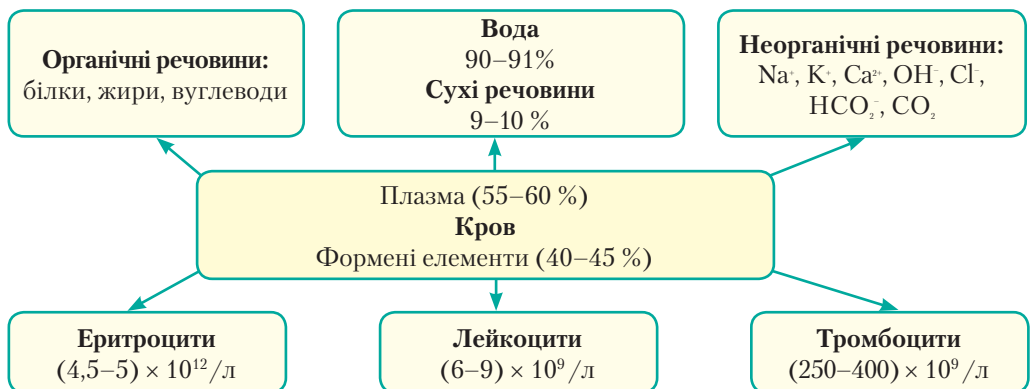 Органічні речовини:
білки, жири, вуглеводи
Вода
90–91%
Сухі речовини
9–10 %
Неорганічні речовини:
Na⁺, K⁺, Ca²⁺, OH⁻, Cl⁻,
HCO₂⁻, CO₂
Плазма (55–60 %)
Кров
Формені елементи (40–45 %)
Еритроцити
(4,5–5) × 10¹²/л
Лейкоцити
(6–9) × 10⁹/л
Тромбоцити
(250–400) × 10⁹/л